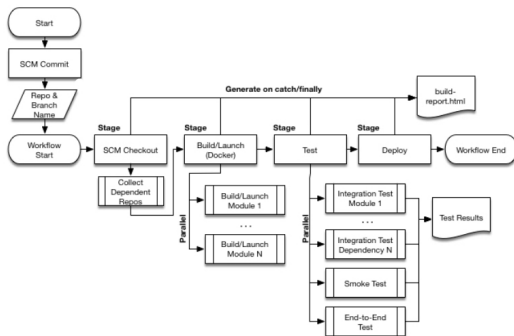 Start
SCM Commit
Repo &
Branch
Name
Workflow
Start
Generate on catch/finally
build-
report.html
Stage
SCM Checkout
Collect
Dependent
Repos
Stage
Build/Launch
(Docker)
Parallel
Build/Launch
Module 1
...
Build/Launch
Module N
Stage
Test
Parallel
Integration Test
Module 1
...
Integration Test
Dependency N
Smoke Test
End-to-End
Test
Test Results
Stage
Deploy
Workflow End